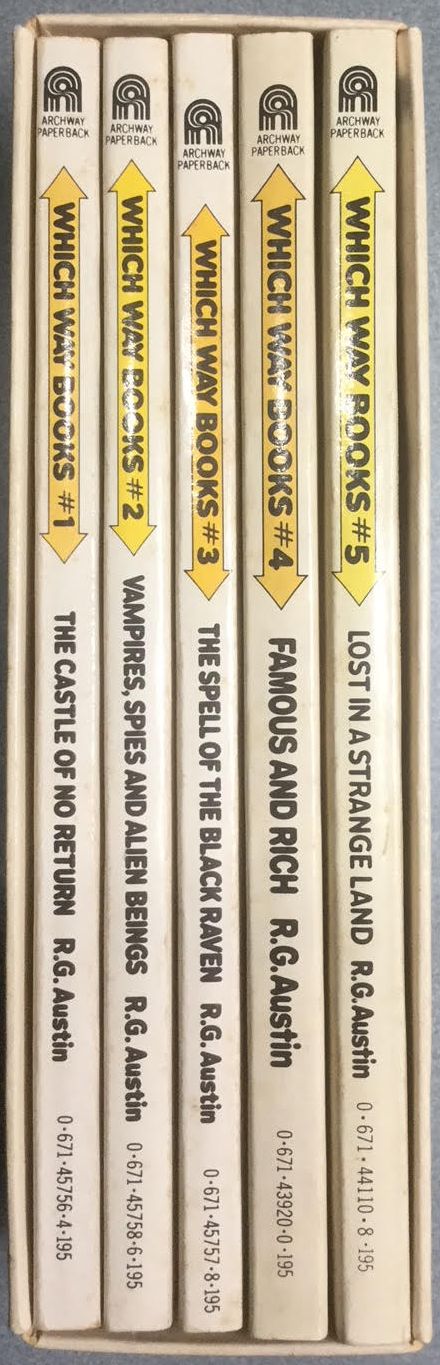 ARCHWAY
PAPERBACK
WHICH WAY BOOKS #1
THE CASTLE OF NO RETURN R.G. Austin
0·671·45756·4·195
ARCHWAY
PAPERBACK
WHICH WAY BOOKS #2
VAMPIRES, SPIES AND ALIEN BEINGS R.G. Austin
0·671·45758·6·195
ARCHWAY
PAPERBACK
WHICH WAY BOOKS #3
THE SPELL OF THE BLACK RAVEN R.G. Austin
0·671·45757·8·195
ARCHWAY
PAPERBACK
WHICH WAY BOOKS #4
FAMOUS AND RICH R.G. Austin
0·671·43920·0·195
ARCHWAY
PAPERBACK
WHICH WAY BOOKS #5
LOST IN A STRANGE LAND R.G. Austin
0·671·44110·8·195